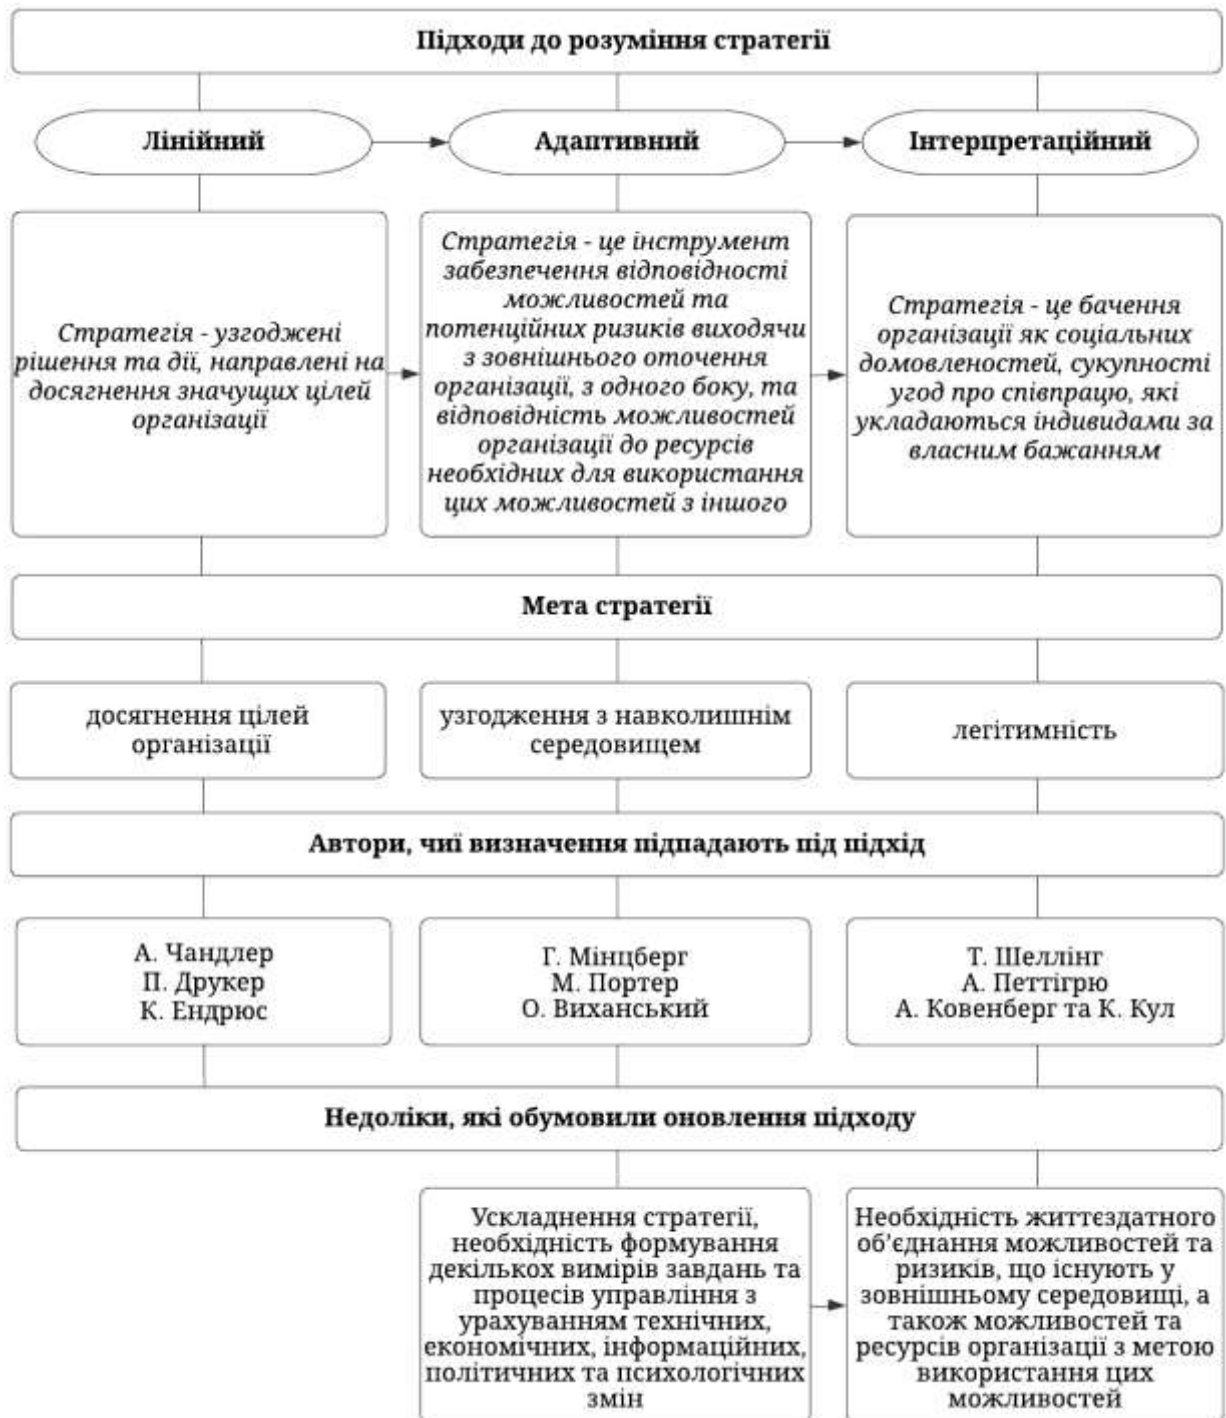 Підходи до розуміння стратегії
Лінійний
Адаптивний
Інтерпретаційний
Стратегія - узгоджені
рішення та дії, направлені на
досягнення значущих цілей
організації
Стратегія - це інструмент
забезпечення відповідності
можливостей та
потенційних ризиків виходячи
з зовнішнього оточення
організації, з одного боку, та
відповідність можливостей
організації до ресурсів
необхідних для використання
цих можливостей з іншого
Стратегія - це бачення
організації як соціальних
домовленостей, сукупності
угод про співпрацю, які
укладаються індивидами за
власним бажанням
Мета стратегії
досягнення цілей
організації
узгодження з навколишнім
середовищем
легітимність
Автори, чиї визначення підпадають під підхід
А. Чандлер
П. Друкер
К. Ендрюс
Г. Мінцберг
М. Портер
О. Виханський
Т. Шеллінг
А. Петтігрю
А. Ковенберг та К. Кул
Недоліки, які обумовили оновлення підходу
Ускладнення стратегії,
необхідність формування
декількох вимірів завдань та
процесів управління з
урахуванням технічних,
економічних, інформаційних,
політичних та психологічних
змін
Необхідність життєздатного
об’єднання можливостей та
ризиків, що існують у
зовнішньому середовищі, а
також можливостей та
ресурсів організації з метою
використання цих
можливостей